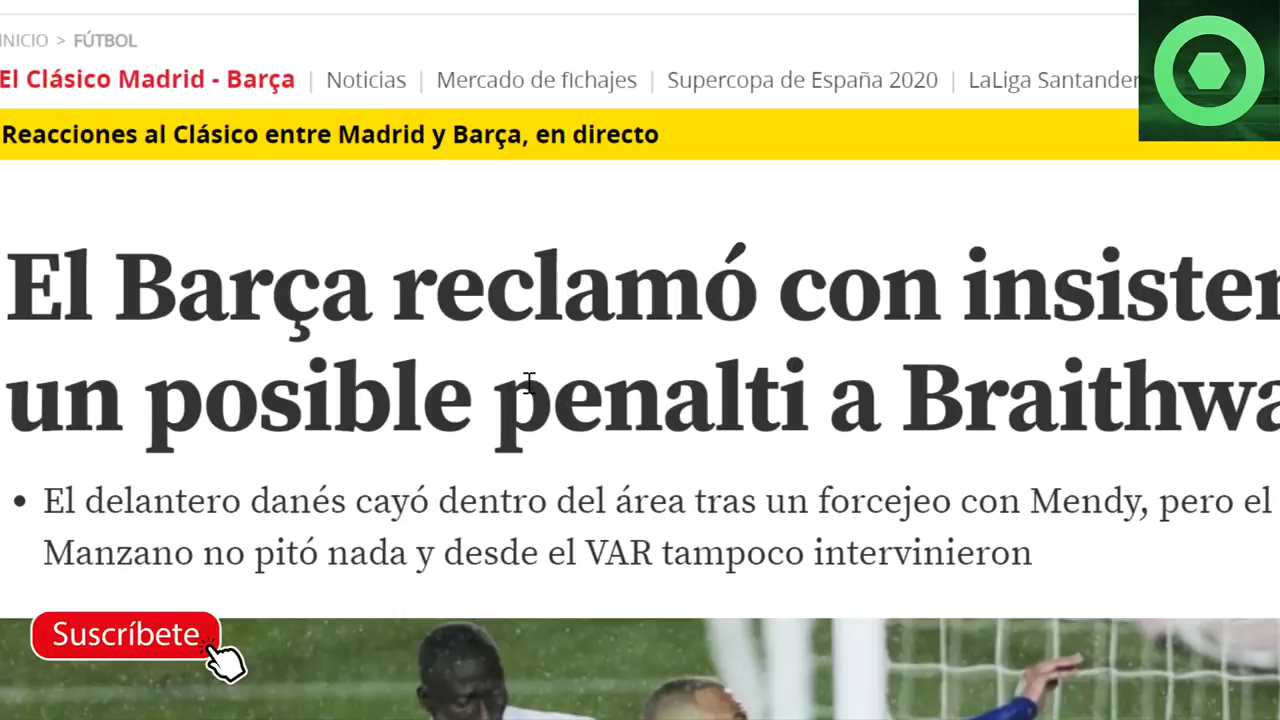 INICIO > FÚTBOL
El Clásico Madrid - Barça | Noticias | Mercado de fichajes | Supercopa de España 2020 | LaLiga Santander
Reacciones al Clásico entre Madrid y Barça, en directo
El Barça reclamó con
un posible penalti a
• El delantero danés cayó dentro del área tras un forcejeo con Mendy, pero el
Manzano no pitó nada y desde el VAR tampoco intervinieron
Suscríbete